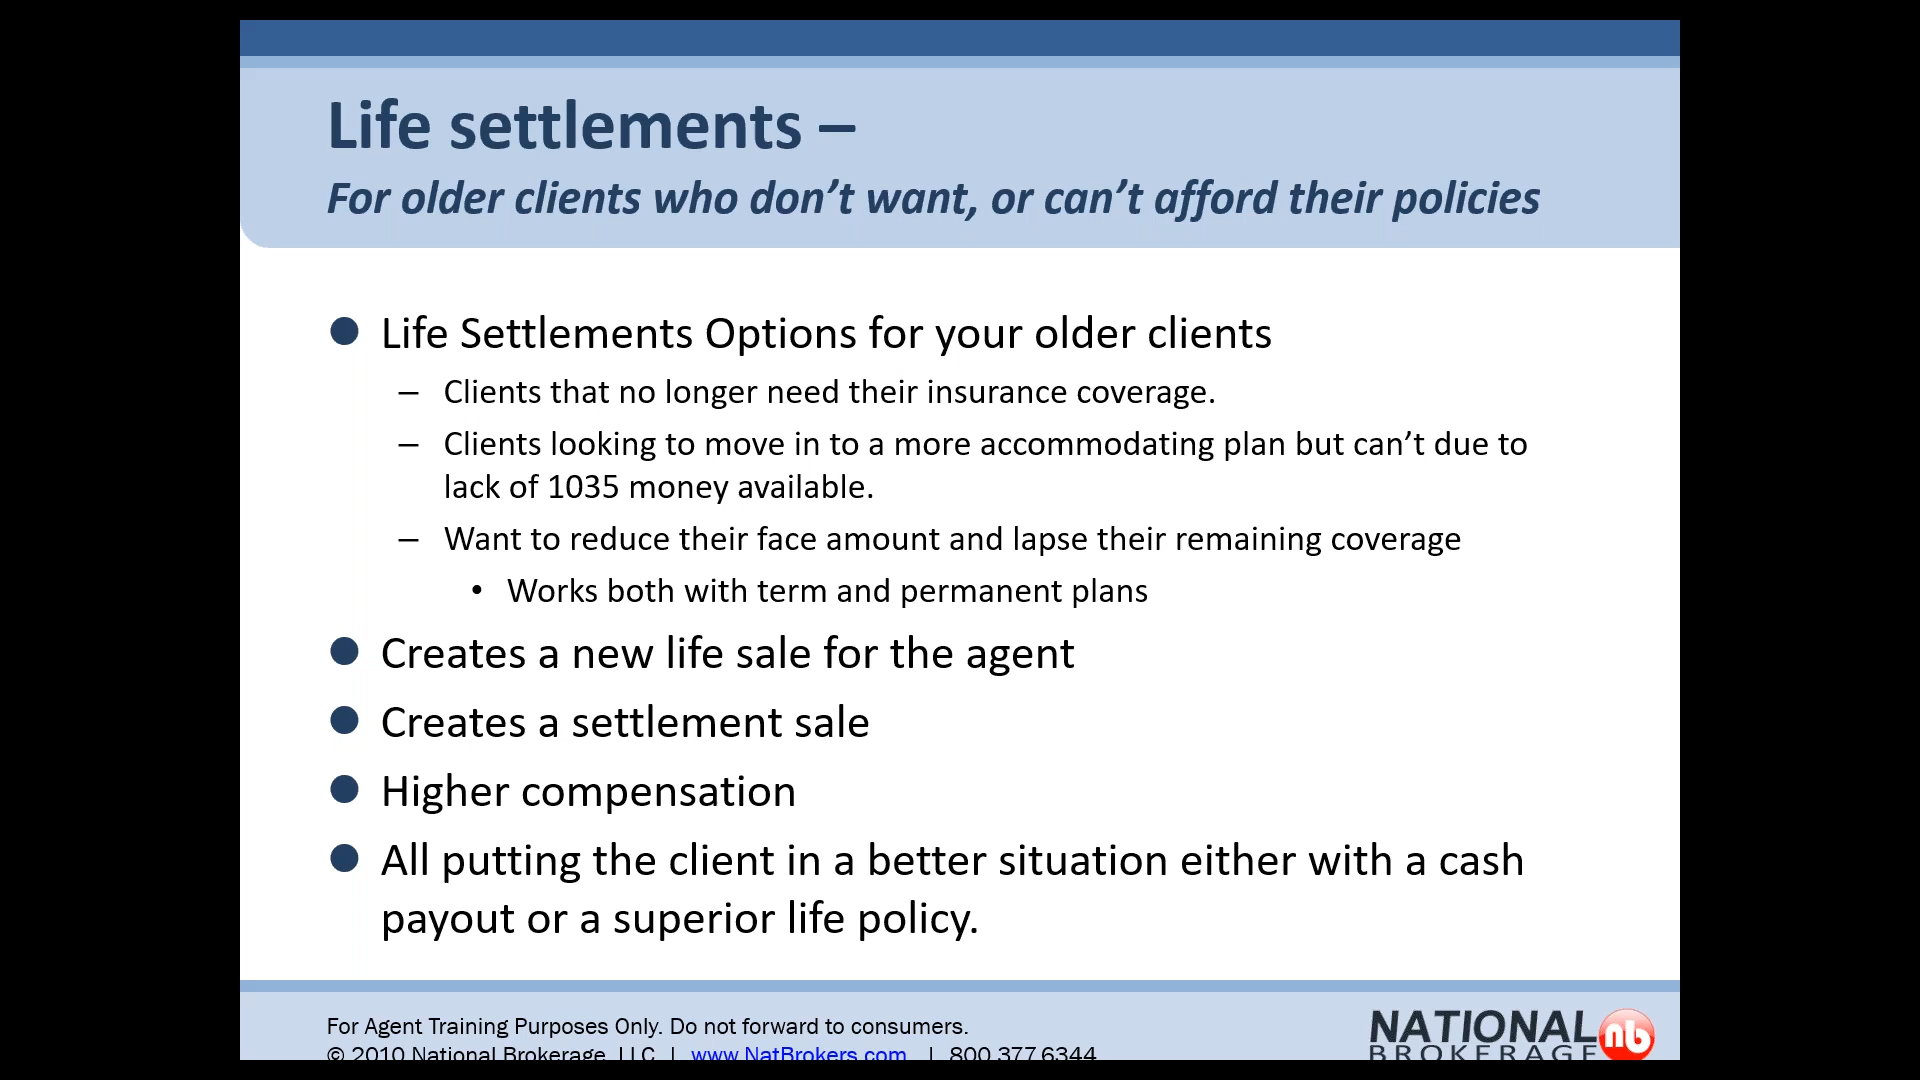 Life settlements –
For older clients who don’t want, or can’t afford their policies
● Life Settlements Options for your older clients
– Clients that no longer need their insurance coverage.
– Clients looking to move in to a more accommodating plan but can’t due to
lack of 1035 money available.
– Want to reduce their face amount and lapse their remaining coverage
• Works both with term and permanent plans
● Creates a new life sale for the agent
● Creates a settlement sale
● Higher compensation
● All putting the client in a better situation either with a cash
payout or a superior life policy.
For Agent Training Purposes Only. Do not forward to consumers.
© 2010 National Brokerage, LLC | www.NatBrokers.com | 800.377.6344
NATIONAL
BROKERAGE
nb